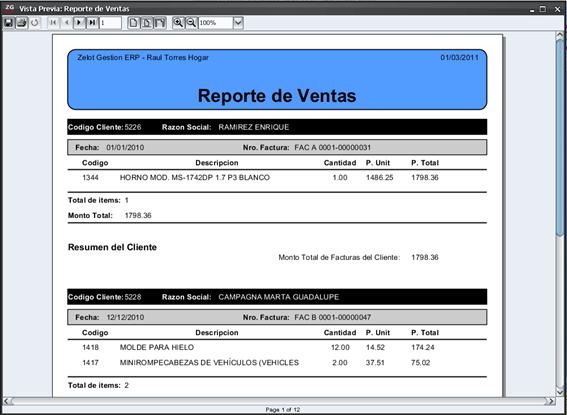 ZG Vista Previa: Reporte de Ventas
1 100%
Zelot Gestion ERP - Raul Torres Hogar 01/03/2011
Reporte de Ventas
Codigo Cliente: 5226 Razon Social: RAMIREZ ENRIQUE
Fecha: 01/01/2010 Nro. Factura: FAC A 0001-00000031
Codigo Descripcion Cantidad P. Unit P. Total
1344 HORNO MOD. MS-1742DP 1.7 P3 BLANCO 1.00 1486.25 1798.36
Total de items: 1
Monto Total: 1798.36
Resumen del Cliente
Monto Total de Facturas del Cliente: 1798.36
Codigo Cliente: 5228 Razon Social: CAMPAGNA MARTA GUADALUPE
Fecha: 12/12/2010 Nro. Factura: FAC B 0001-00000047
Codigo Descripcion Cantidad P. Unit P. Total
1418 MOLDE PARA HIELO 12.00 14.52 174.24
1417 MINIROMPECABEZAS DE VEHÍCULOS (VEHICLES 2.00 37.51 75.02
Total de items: 2
Page 1 of 12